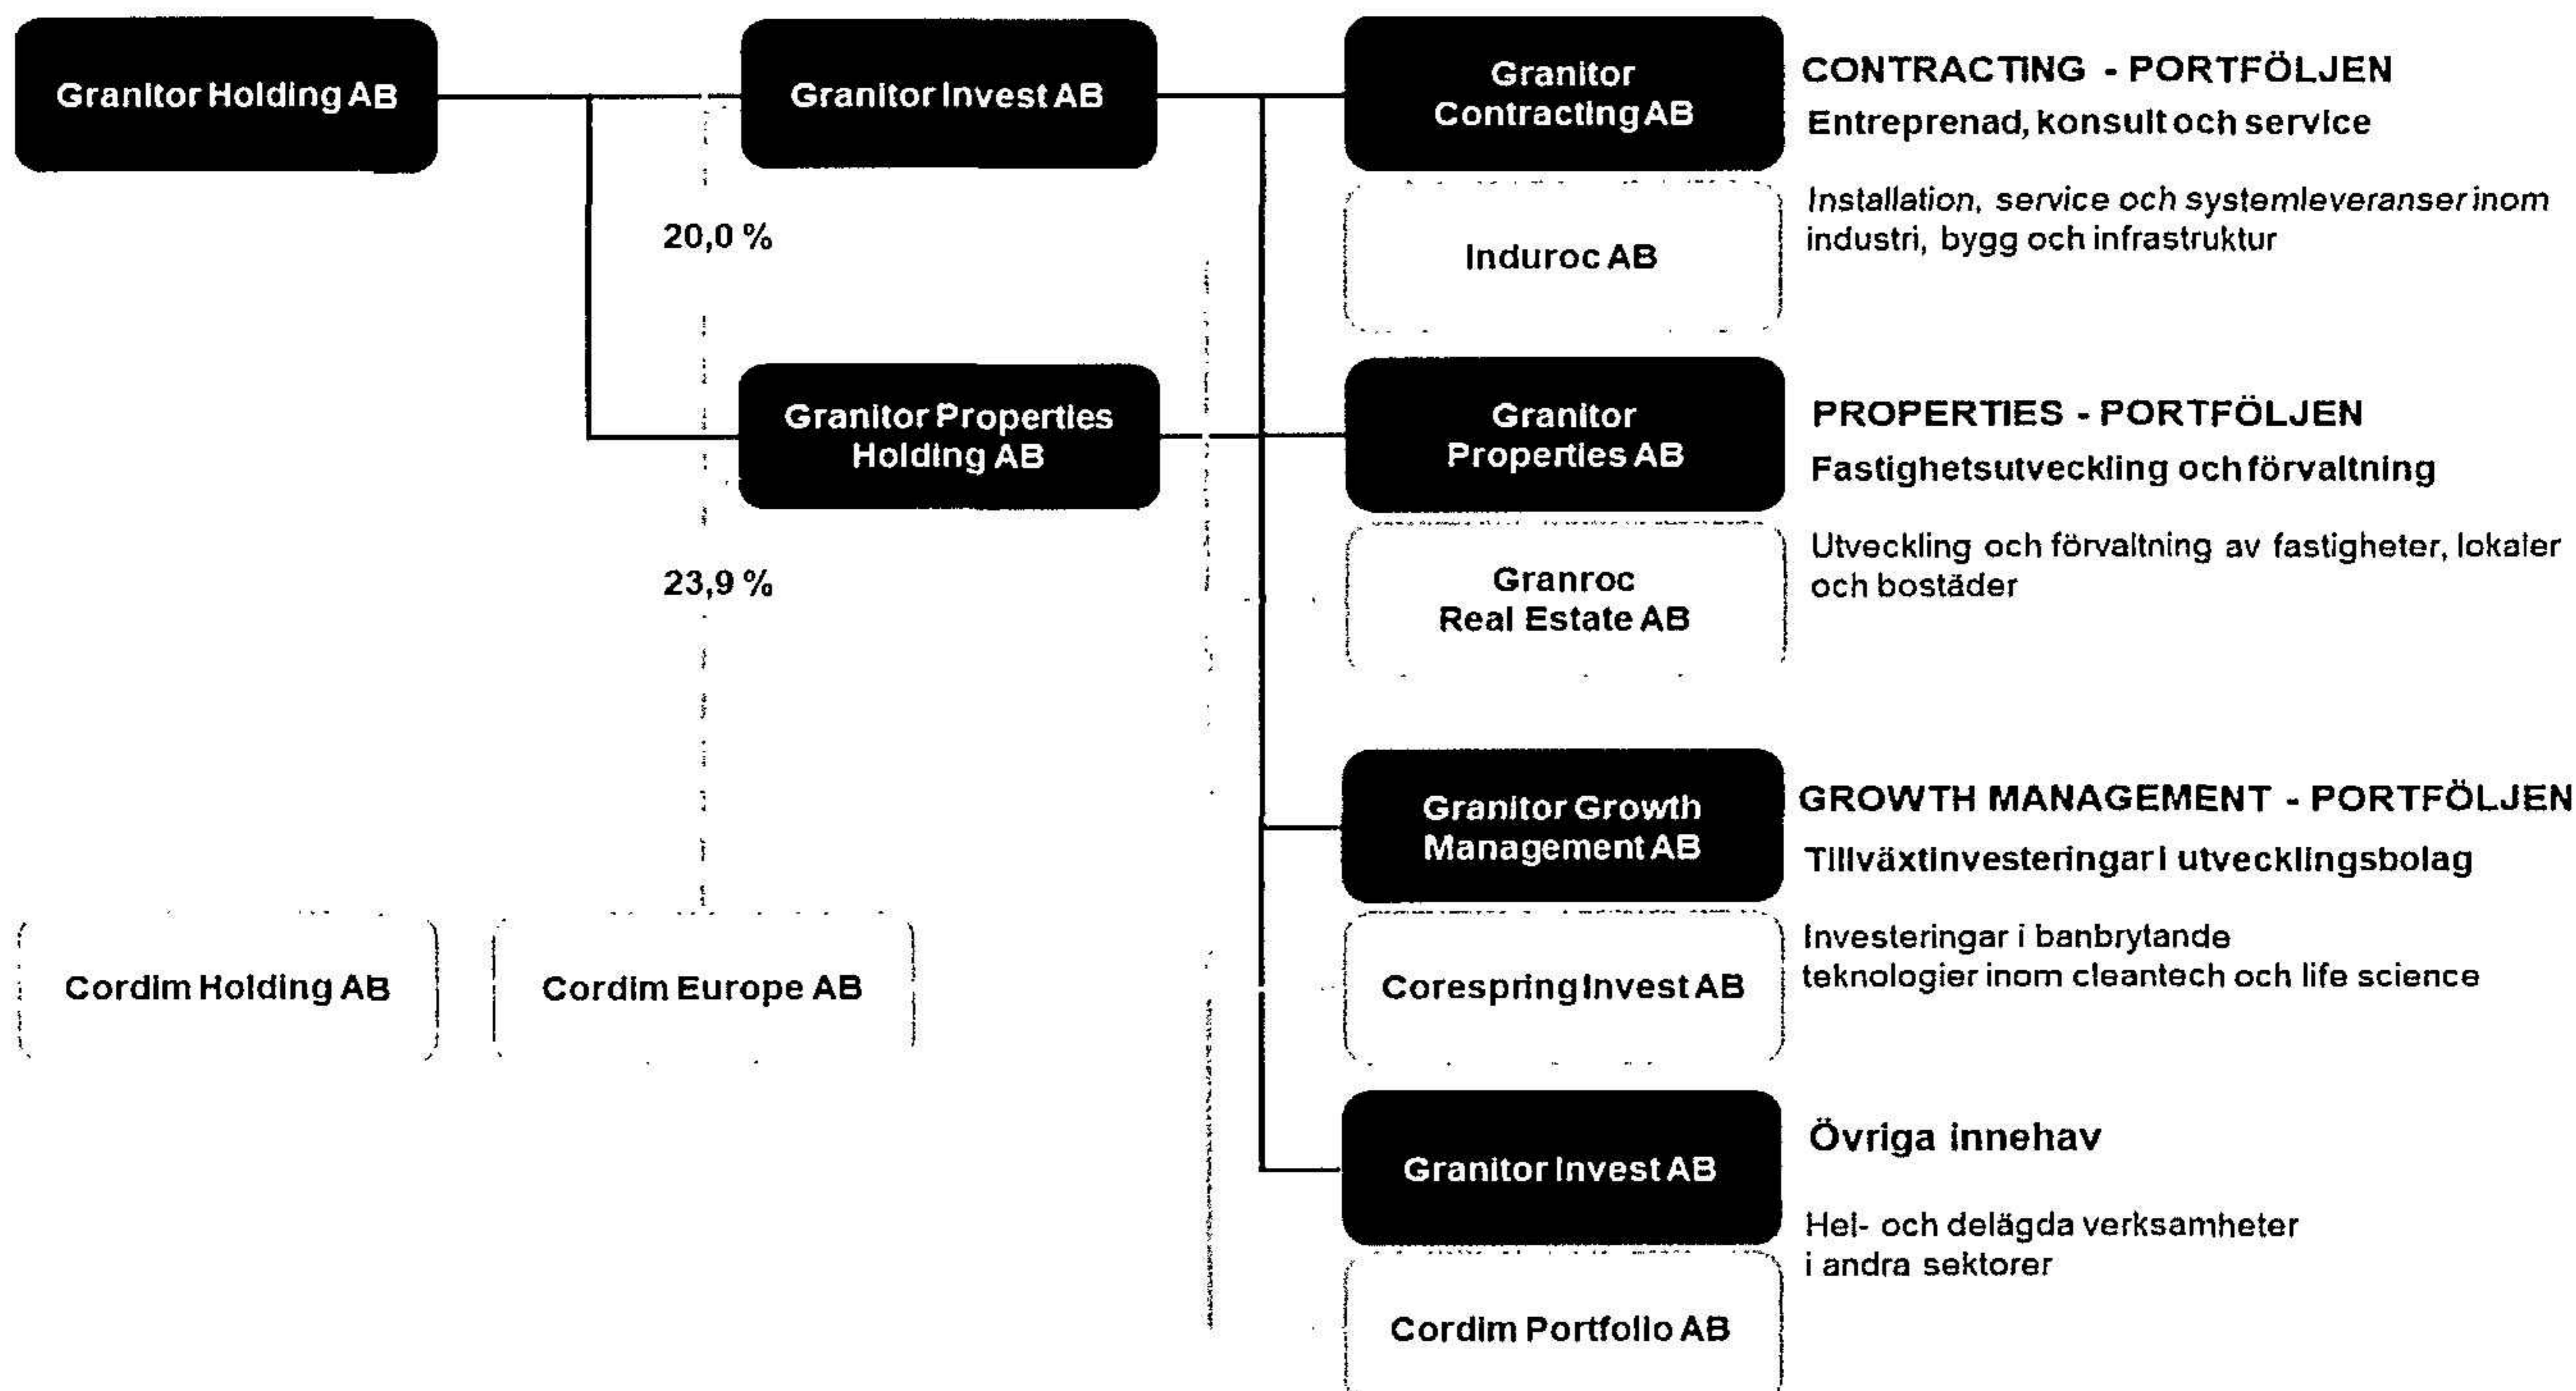 Granitor Holding AB
Granitor Invest AB
Granitor
Contracting AB
CONTRACTING - PORTFÖLJEN
Entreprenad, konsult och service
Installation, service och systemleveranser inom
industri, bygg och infrastruktur
Induroc AB
20,0 %
Granitor Properties
Holding AB
Granitor
Properties AB
PROPERTIES - PORTFÖLJEN
Fastighetsutveckling och förvaltning
Utveckling och förvaltning av fastigheter, lokaler
och bostäder
Granroc
Real Estate AB
23,9 %
Granitor Growth
Management AB
GROWTH MANAGEMENT - PORTFÖLJEN
Tillväxtinvesteringar i utvecklingsbolag
Investeringar i banbrytande
teknologier inom cleantech och life science
Cordim Holding AB
Cordim Europe AB
Corespring Invest AB
Granitor Invest AB
Övriga innehav
Hel- och delägda verksamheter
i andra sektorer
Cordim Portfolio AB